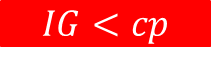 IG < cp